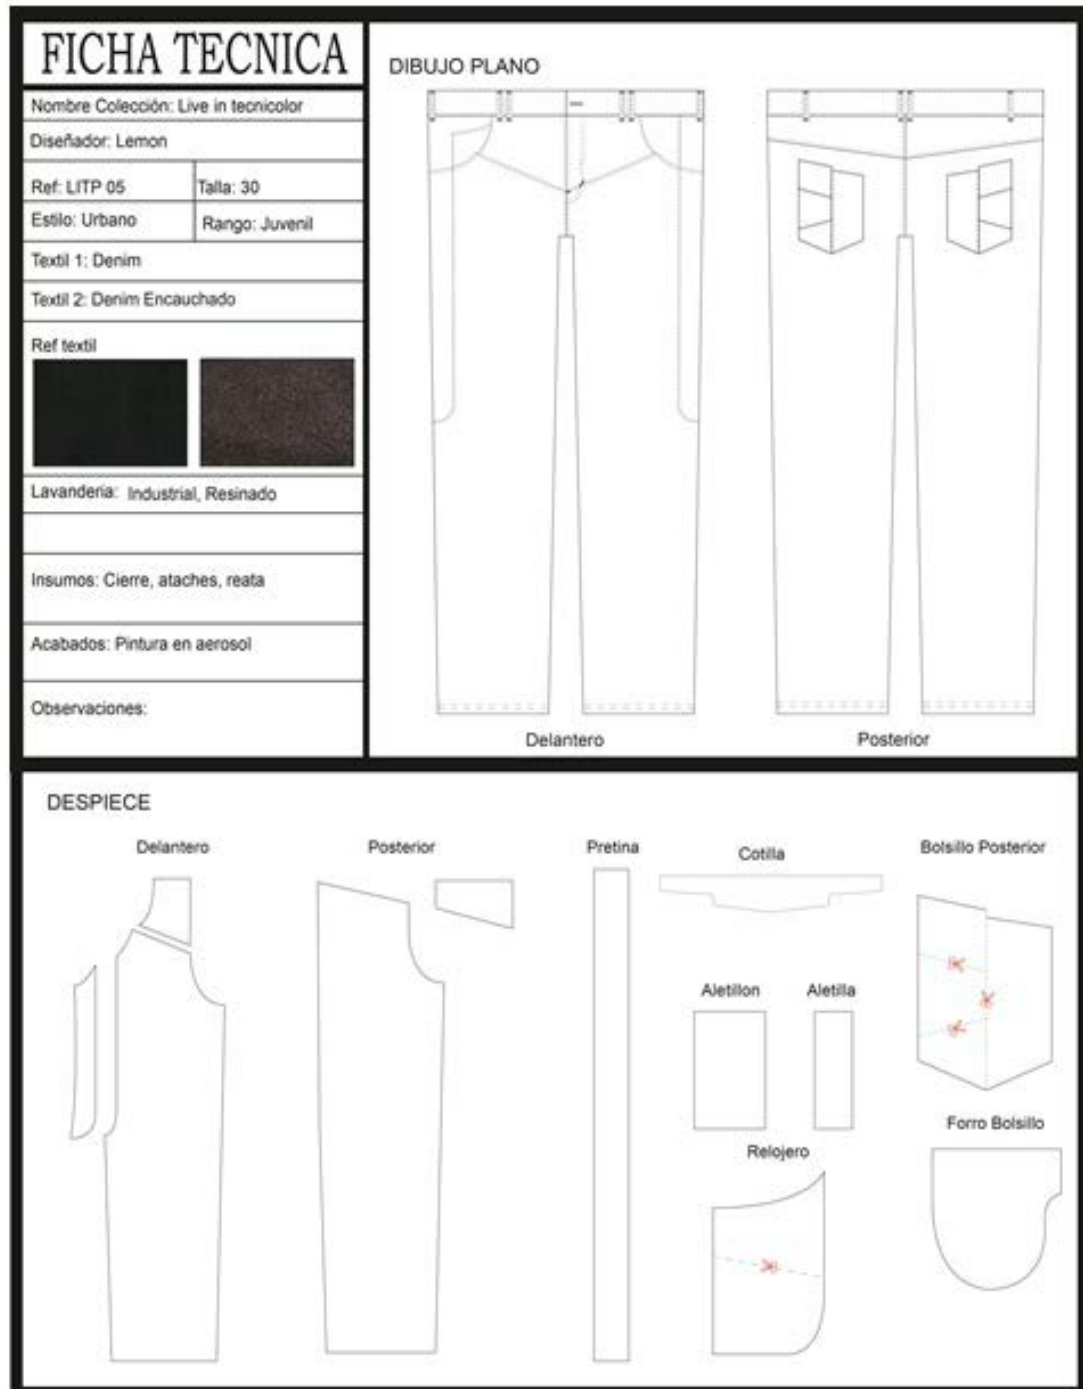 FICHA TECNICA
Nombre Colección: Live in tecnicolor
Diseñador: Lemon
Ref: LITP 05
Talla: 30
Estilo: Urbano
Rango: Juvenil
Textil 1: Denim
Textil 2: Denim Encauchado
Ref textil
Lavanderia: Industrial, Resinado
Insumos: Cierre, ataches, reata
Acabados: Pintura en aerosol
Observaciones:
DIBUJO PLANO
Delantero
Posterior
DESPIECE
Delantero
Posterior
Pretina
Cotilla
Bolsillo Posterior
Aletillon
Aletilla
Relojero
Forro Bolsillo